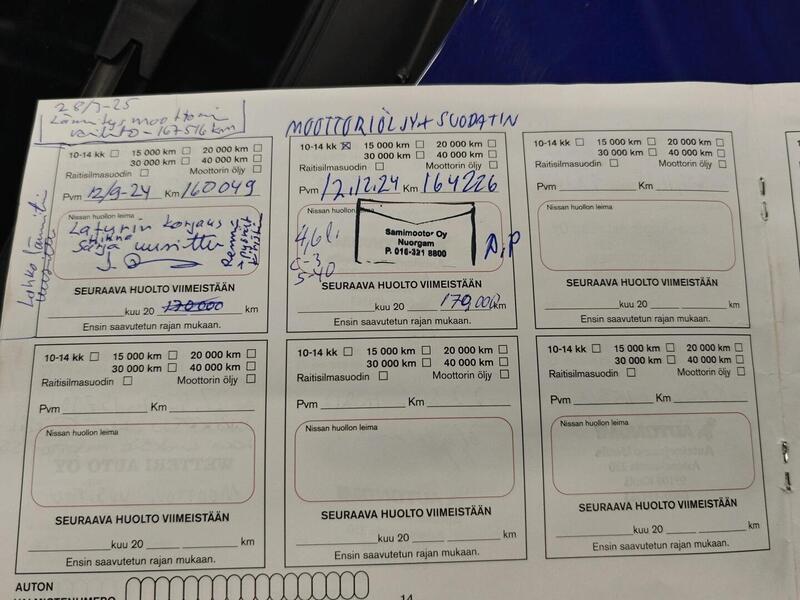 28/3-25
Lämmitysmoottorin
vaihto - 167516 km
MOOTTORIÖLJY + SUODATIN
10-14 kk 15 000 km 20 000 km
30 000 km 40 000 km
Raitisilmasuodin Moottorin öljy
Pvm 12/9-24 Km 160049
Nissan huollon leima
Laturin korjaus
hihna
sarja uusittu
Lohko lämmitin
SEURAAVA HUOLTO VIIMEISTÄÄN
kuu 20 170000 km
Ensin saavutetun rajan mukaan.
10-14 kk ☒ 15 000 km 20 000 km
30 000 km 40 000 km
Raitisilmasuodin Moottorin öljy
Pvm 12.12.24 Km 164226
Nissan huollon leima
Samimootor Oy
Nuorgam
P. 016-321 8800
4,6 l
C-3
5-40
D,P
SEURAAVA HUOLTO VIIMEISTÄÄN
kuu 20 179,000 km
Ensin saavutetun rajan mukaan.
10-14 kk 15 000 km 20 000 km
30 000 km 40 000 km
Raitisilmasuodin Moottorin öljy
Pvm Km
Nissan huollon leima
SEURAAVA HUOLTO VIIMEISTÄÄN
kuu 20 km
Ensin saavutetun rajan mukaan.
10-14 kk 15 000 km 20 000 km
30 000 km 40 000 km
Raitisilmasuodin Moottorin öljy
Pvm Km
Nissan huollon leima
SEURAAVA HUOLTO VIIMEISTÄÄN
kuu 20 km
Ensin saavutetun rajan mukaan.
10-14 kk 15 000 km 20 000 km
30 000 km 40 000 km
Raitisilmasuodin Moottorin öljy
Pvm Km
Nissan huollon leima
SEURAAVA HUOLTO VIIMEISTÄÄN
kuu 20 km
Ensin saavutetun rajan mukaan.
10-14 kk 15 000 km 20 000 km
30 000 km 40 000 km
Raitisilmasuodin Moottorin öljy
Pvm Km
Nissan huollon leima
SEURAAVA HUOLTO VIIMEISTÄÄN
kuu 20 km
Ensin saavutetun rajan mukaan.
AUTON
VALMISTENUMERO
14